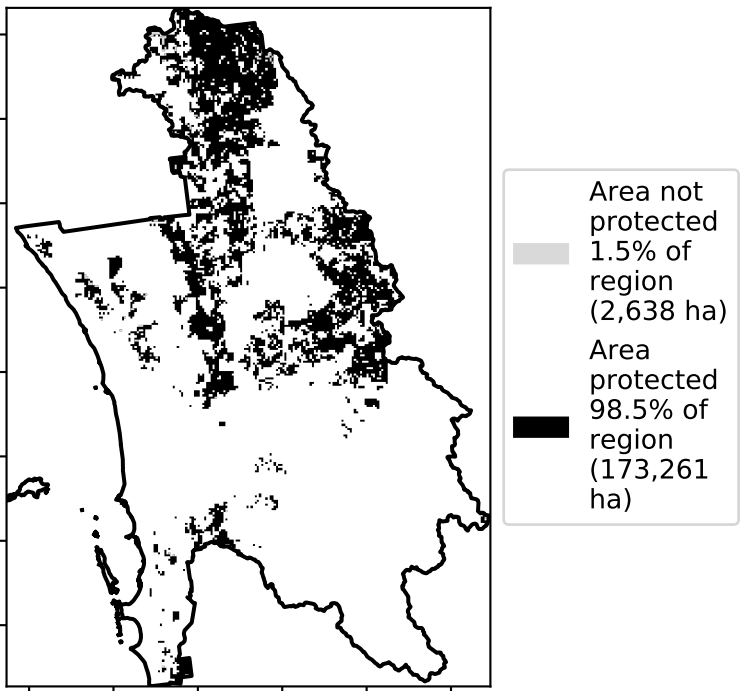 Area not
protected
1.5% of
region
(2,638 ha)
Area
protected
98.5% of
region
(173,261
ha)